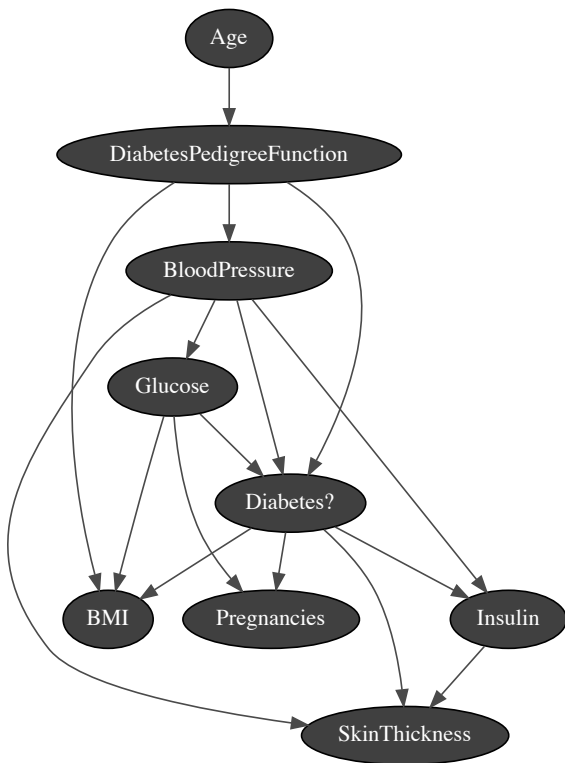 Age
DiabetesPedigreeFunction
BloodPressure
Glucose
Diabetes?
BMI
Pregnancies
Insulin
SkinThickness